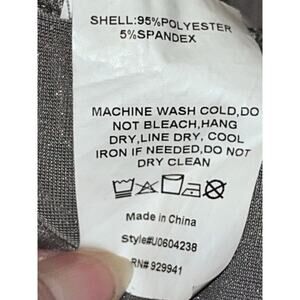 SHELL:95%POLYESTER
5%SPANDEX
MACHINE WASH COLD,DO
NOT BLEACH,HANG
DRY,LINE DRY, COOL
IRON IF NEEDED,DO NOT
DRY CLEAN
Made in China
Style#U0604238
RN# 929941